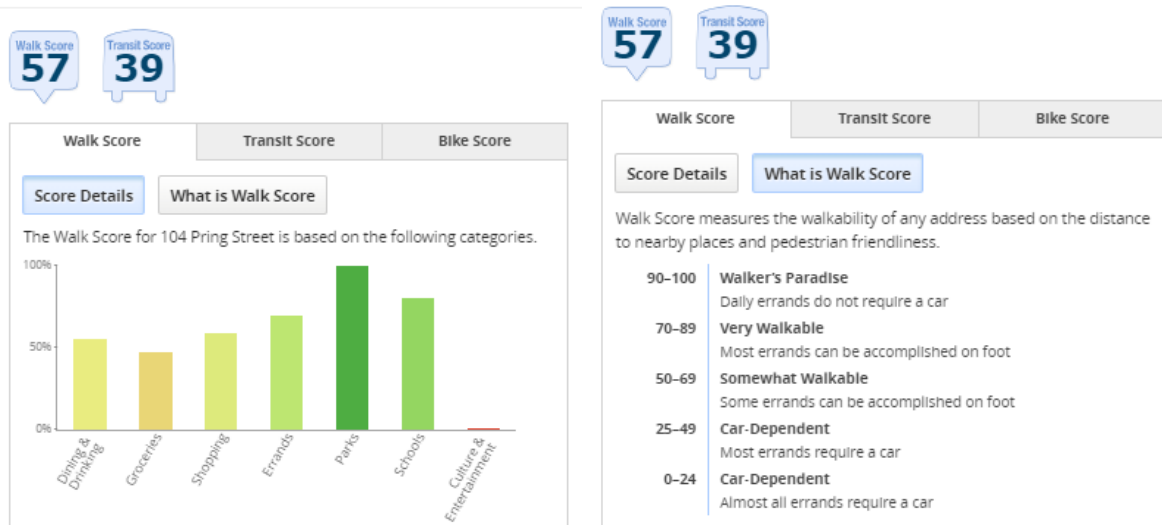 Walk Score
57
Transit Score
39
Walk Score
Transit Score
Bike Score
Score Details
What is Walk Score
The Walk Score for 104 Pring Street is based on the following categories.
100%
50%
0%
Dining &
Drinking
Groceries
Shopping
Errands
Parks
Schools
Culture &
Entertainment
Walk Score
57
Transit Score
39
Walk Score
Transit Score
Bike Score
Score Details
What is Walk Score
Walk Score measures the walkability of any address based on the distance
to nearby places and pedestrian friendliness.
90–100 Walker's Paradise
Daily errands do not require a car
70–89 Very Walkable
Most errands can be accomplished on foot
50–69 Somewhat Walkable
Some errands can be accomplished on foot
25–49 Car-Dependent
Most errands require a car
0–24 Car-Dependent
Almost all errands require a car